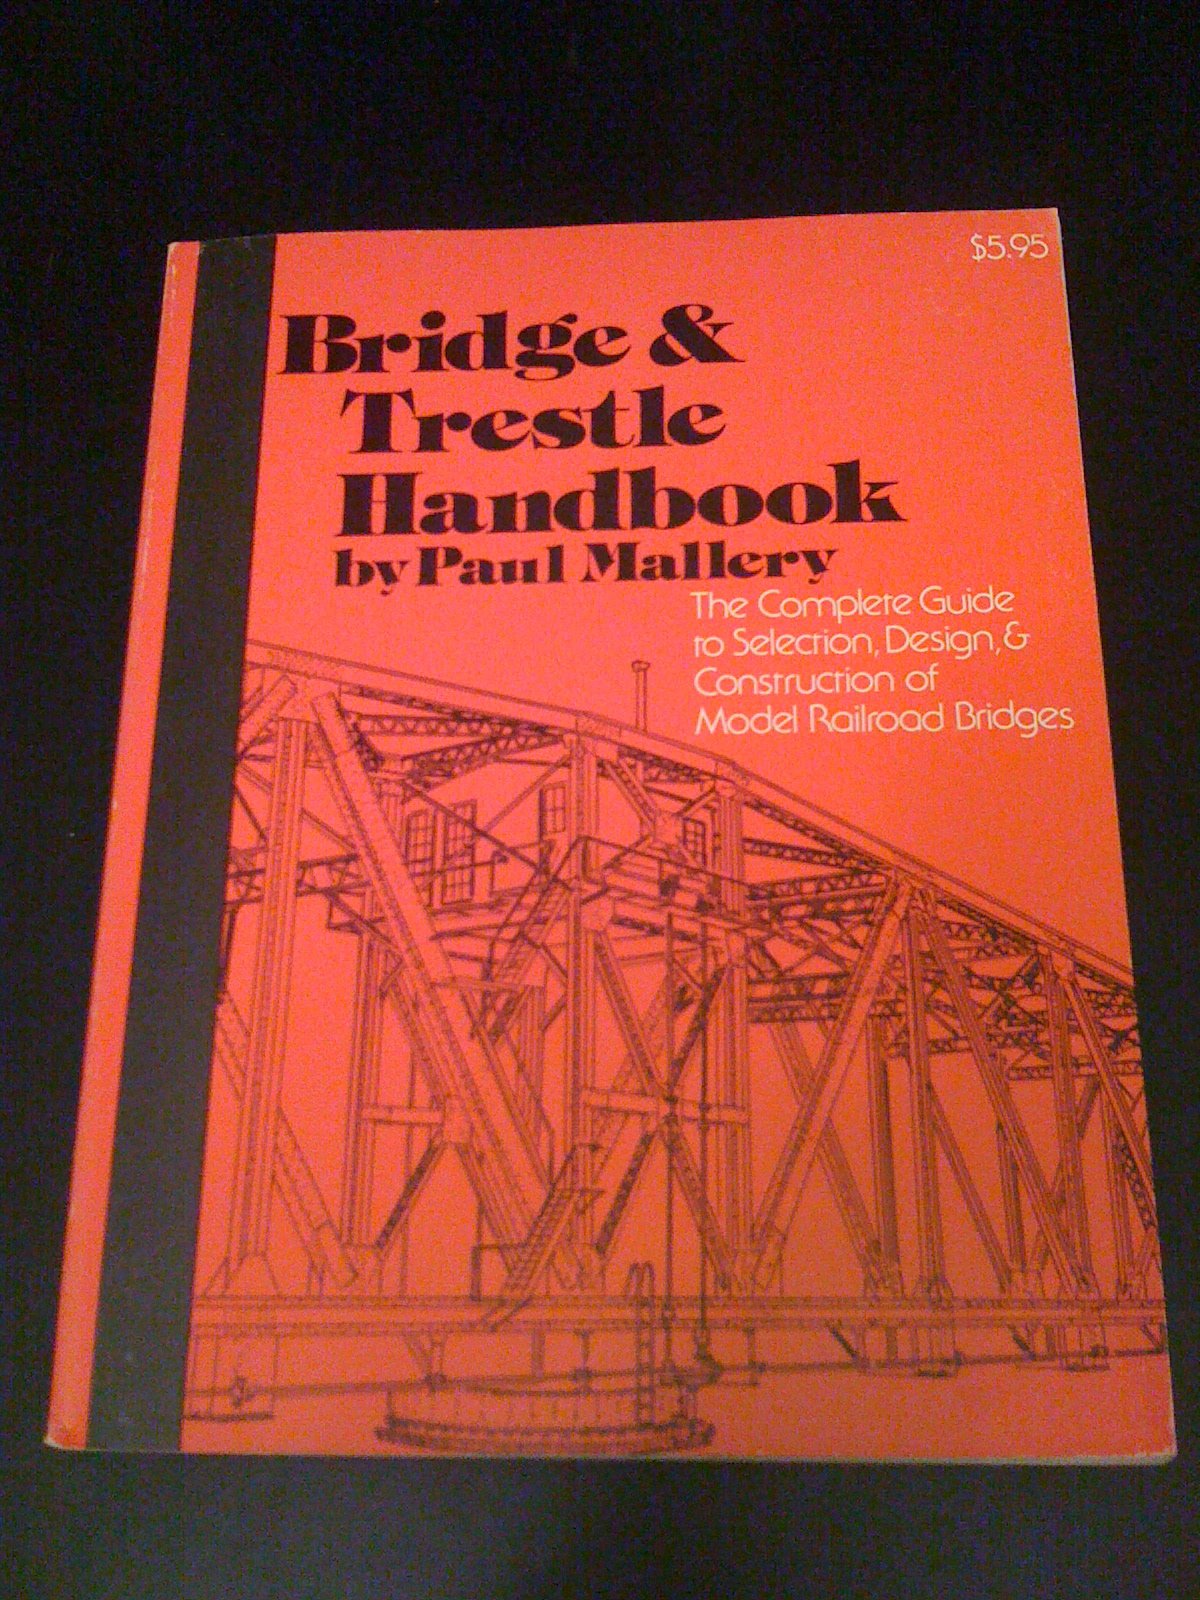 $5.95
Bridge &
Trestle
Handbook
by Paul Mallery
The Complete Guide
to Selection, Design, &
Construction of
Model Railroad Bridges